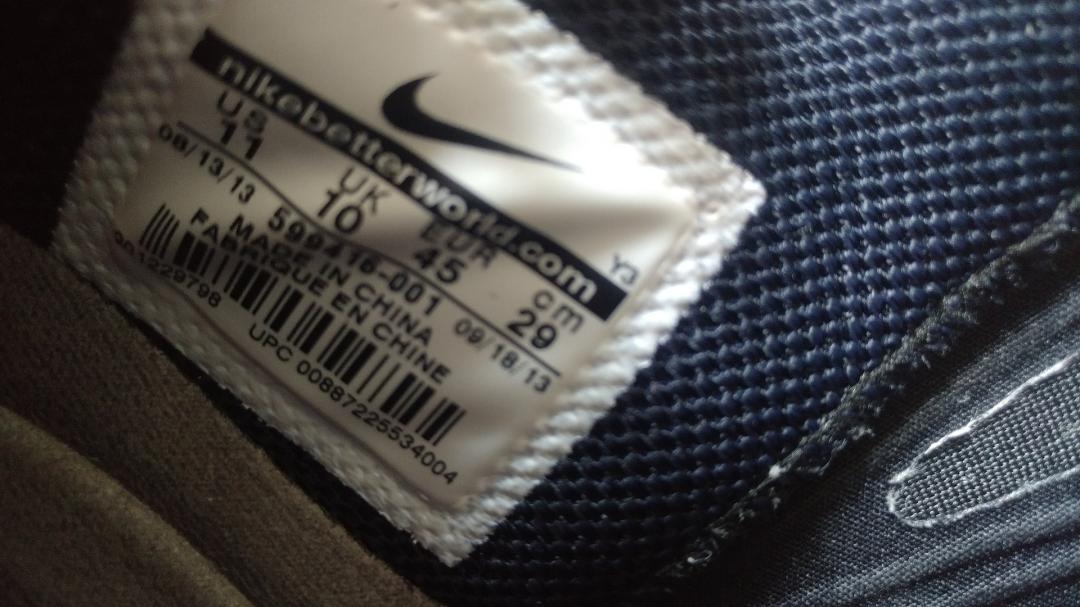 nikebetterworld.com
Y3
US UK EUR cm
11 10 45 29
08/13/13 599416-001 09/18/13
MADE IN CHINA
FABRIQUE EN CHINE
UPC 00887225534004